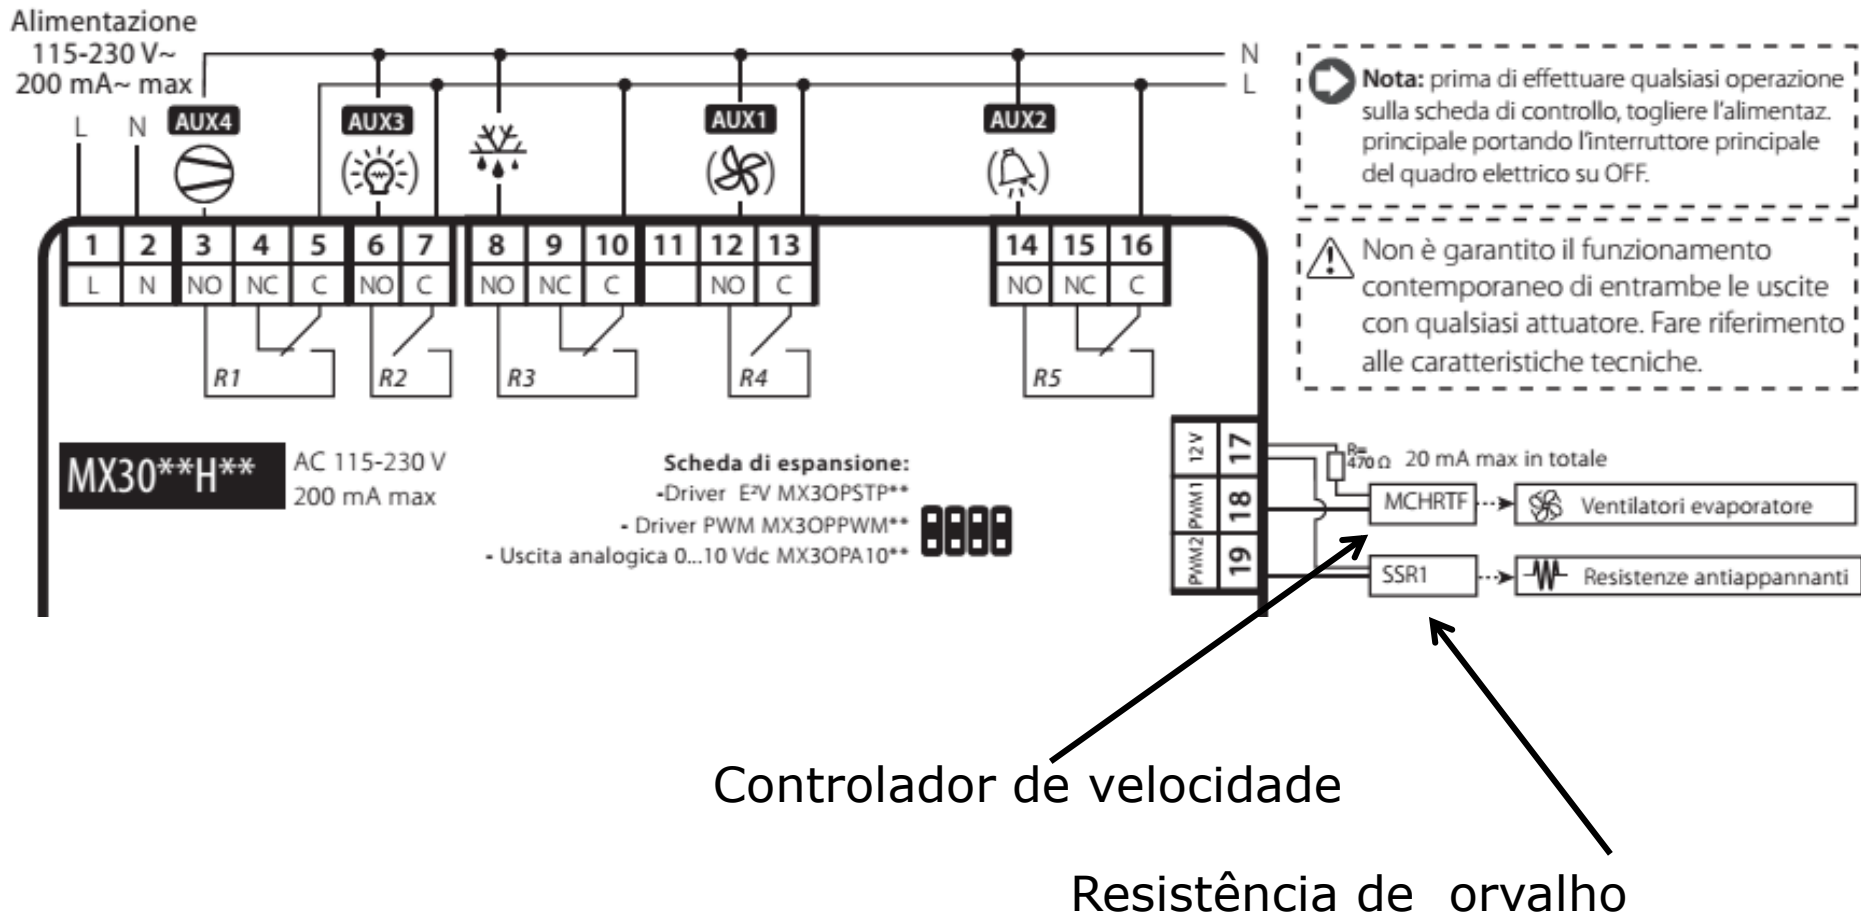 Alimentazione
115-230 V~
200 mA~ max
N
L
L N AUX4 AUX3 AUX1 AUX2
1 2 3 4 5 6 7 8 9 10 11 12 13 14 15 16
L N NO NC C NO C NO NC C NO C NO NC C
R1 R2 R3 R4 R5
Nota: prima di effettuare qualsiasi operazione
sulla scheda di controllo, togliere l'alimentaz.
principale portando l'interruttore principale
del quadro elettrico su OFF.
Non è garantito il funzionamento
contemporaneo di entrambe le uscite
con qualsiasi attuatore. Fare riferimento
alle caratteristiche tecniche.
MX30**H**
AC 115-230 V
200 mA max
Scheda di espansione:
-Driver E²V MX3OPSTP**
- Driver PWM MX3OPPWM**
- Uscita analogica 0...10 Vdc MX3OPA10**
12 V 17
PWM1 18
PWM2 19
R=
470 Ω 20 mA max in totale
MCHRTF Ventilatori evaporatore
SSR1 Resistenze antiappannanti
Controlador de velocidade
Resistência de orvalho